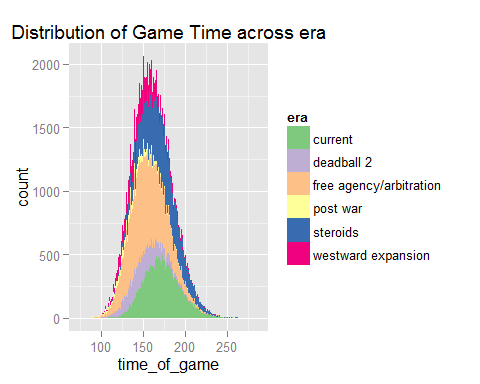 Distribution of Game Time across era
2000
1500
1000
500
0
count
100 150 200 250
time_of_game
era
current
deadball 2
free agency/arbitration
post war
steroids
westward expansion